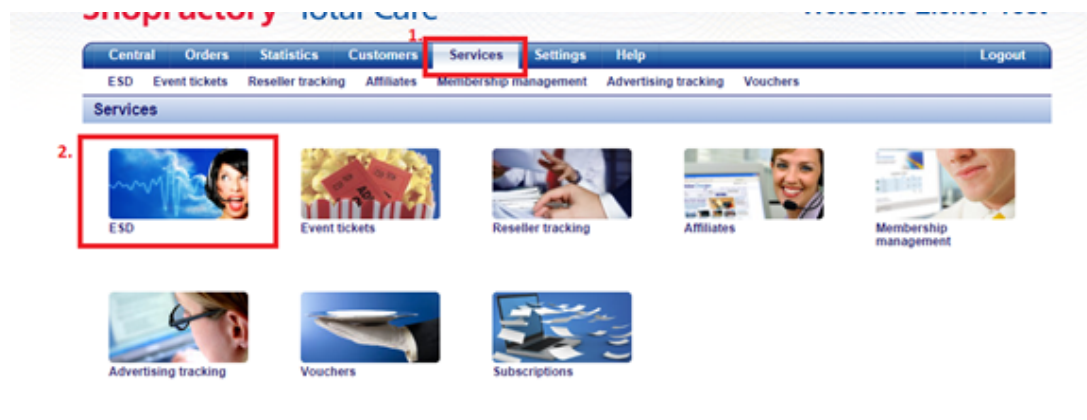 ShopFactory Total Care
1.
Central Orders Statistics Customers Services Settings Help Logout
ESD Event tickets Reseller tracking Affiliates Membership management Advertising tracking Vouchers
Services
2.
ESD Event tickets Reseller tracking Affiliates Membership
management
Advertising tracking Vouchers Subscriptions